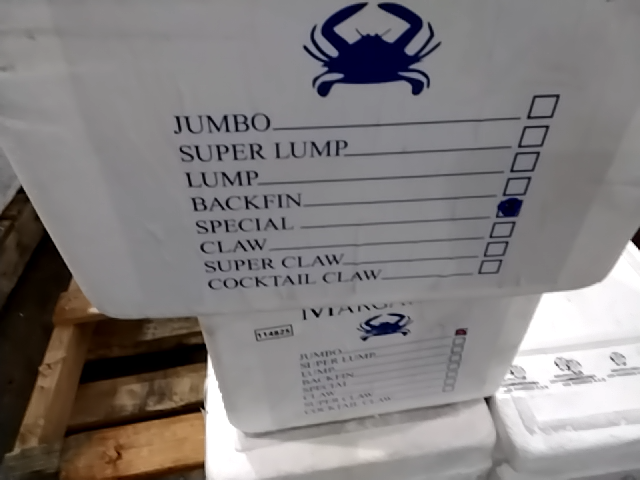 JUMBO
SUPER LUMP
LUMP
BACKFIN
SPECIAL
CLAW
SUPER CLAW
COCKTAIL CLAW
114825
JUMBO
SUPER LUMP
LUMP
BACKFIN
SPECIAL
CLAW
SUPER CLAW
COCKTAIL CLAW